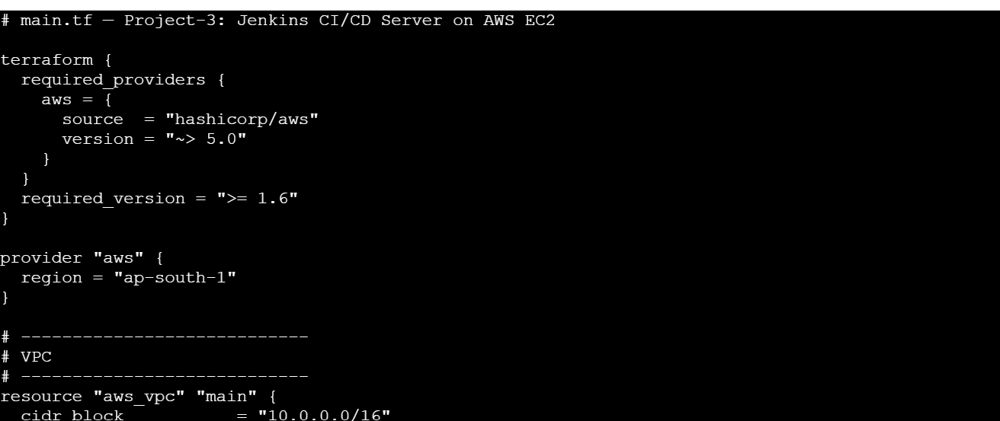 # main.tf — Project-3: Jenkins CI/CD Server on AWS EC2

terraform {
  required_providers {
    aws = {
      source  = "hashicorp/aws"
      version = "~> 5.0"
    }
  }
  required_version = ">= 1.6"
}

provider "aws" {
  region = "ap-south-1"
}

# ----------------------------
# VPC
# ----------------------------
resource "aws_vpc" "main" {
  cidr_block           = "10.0.0.0/16"